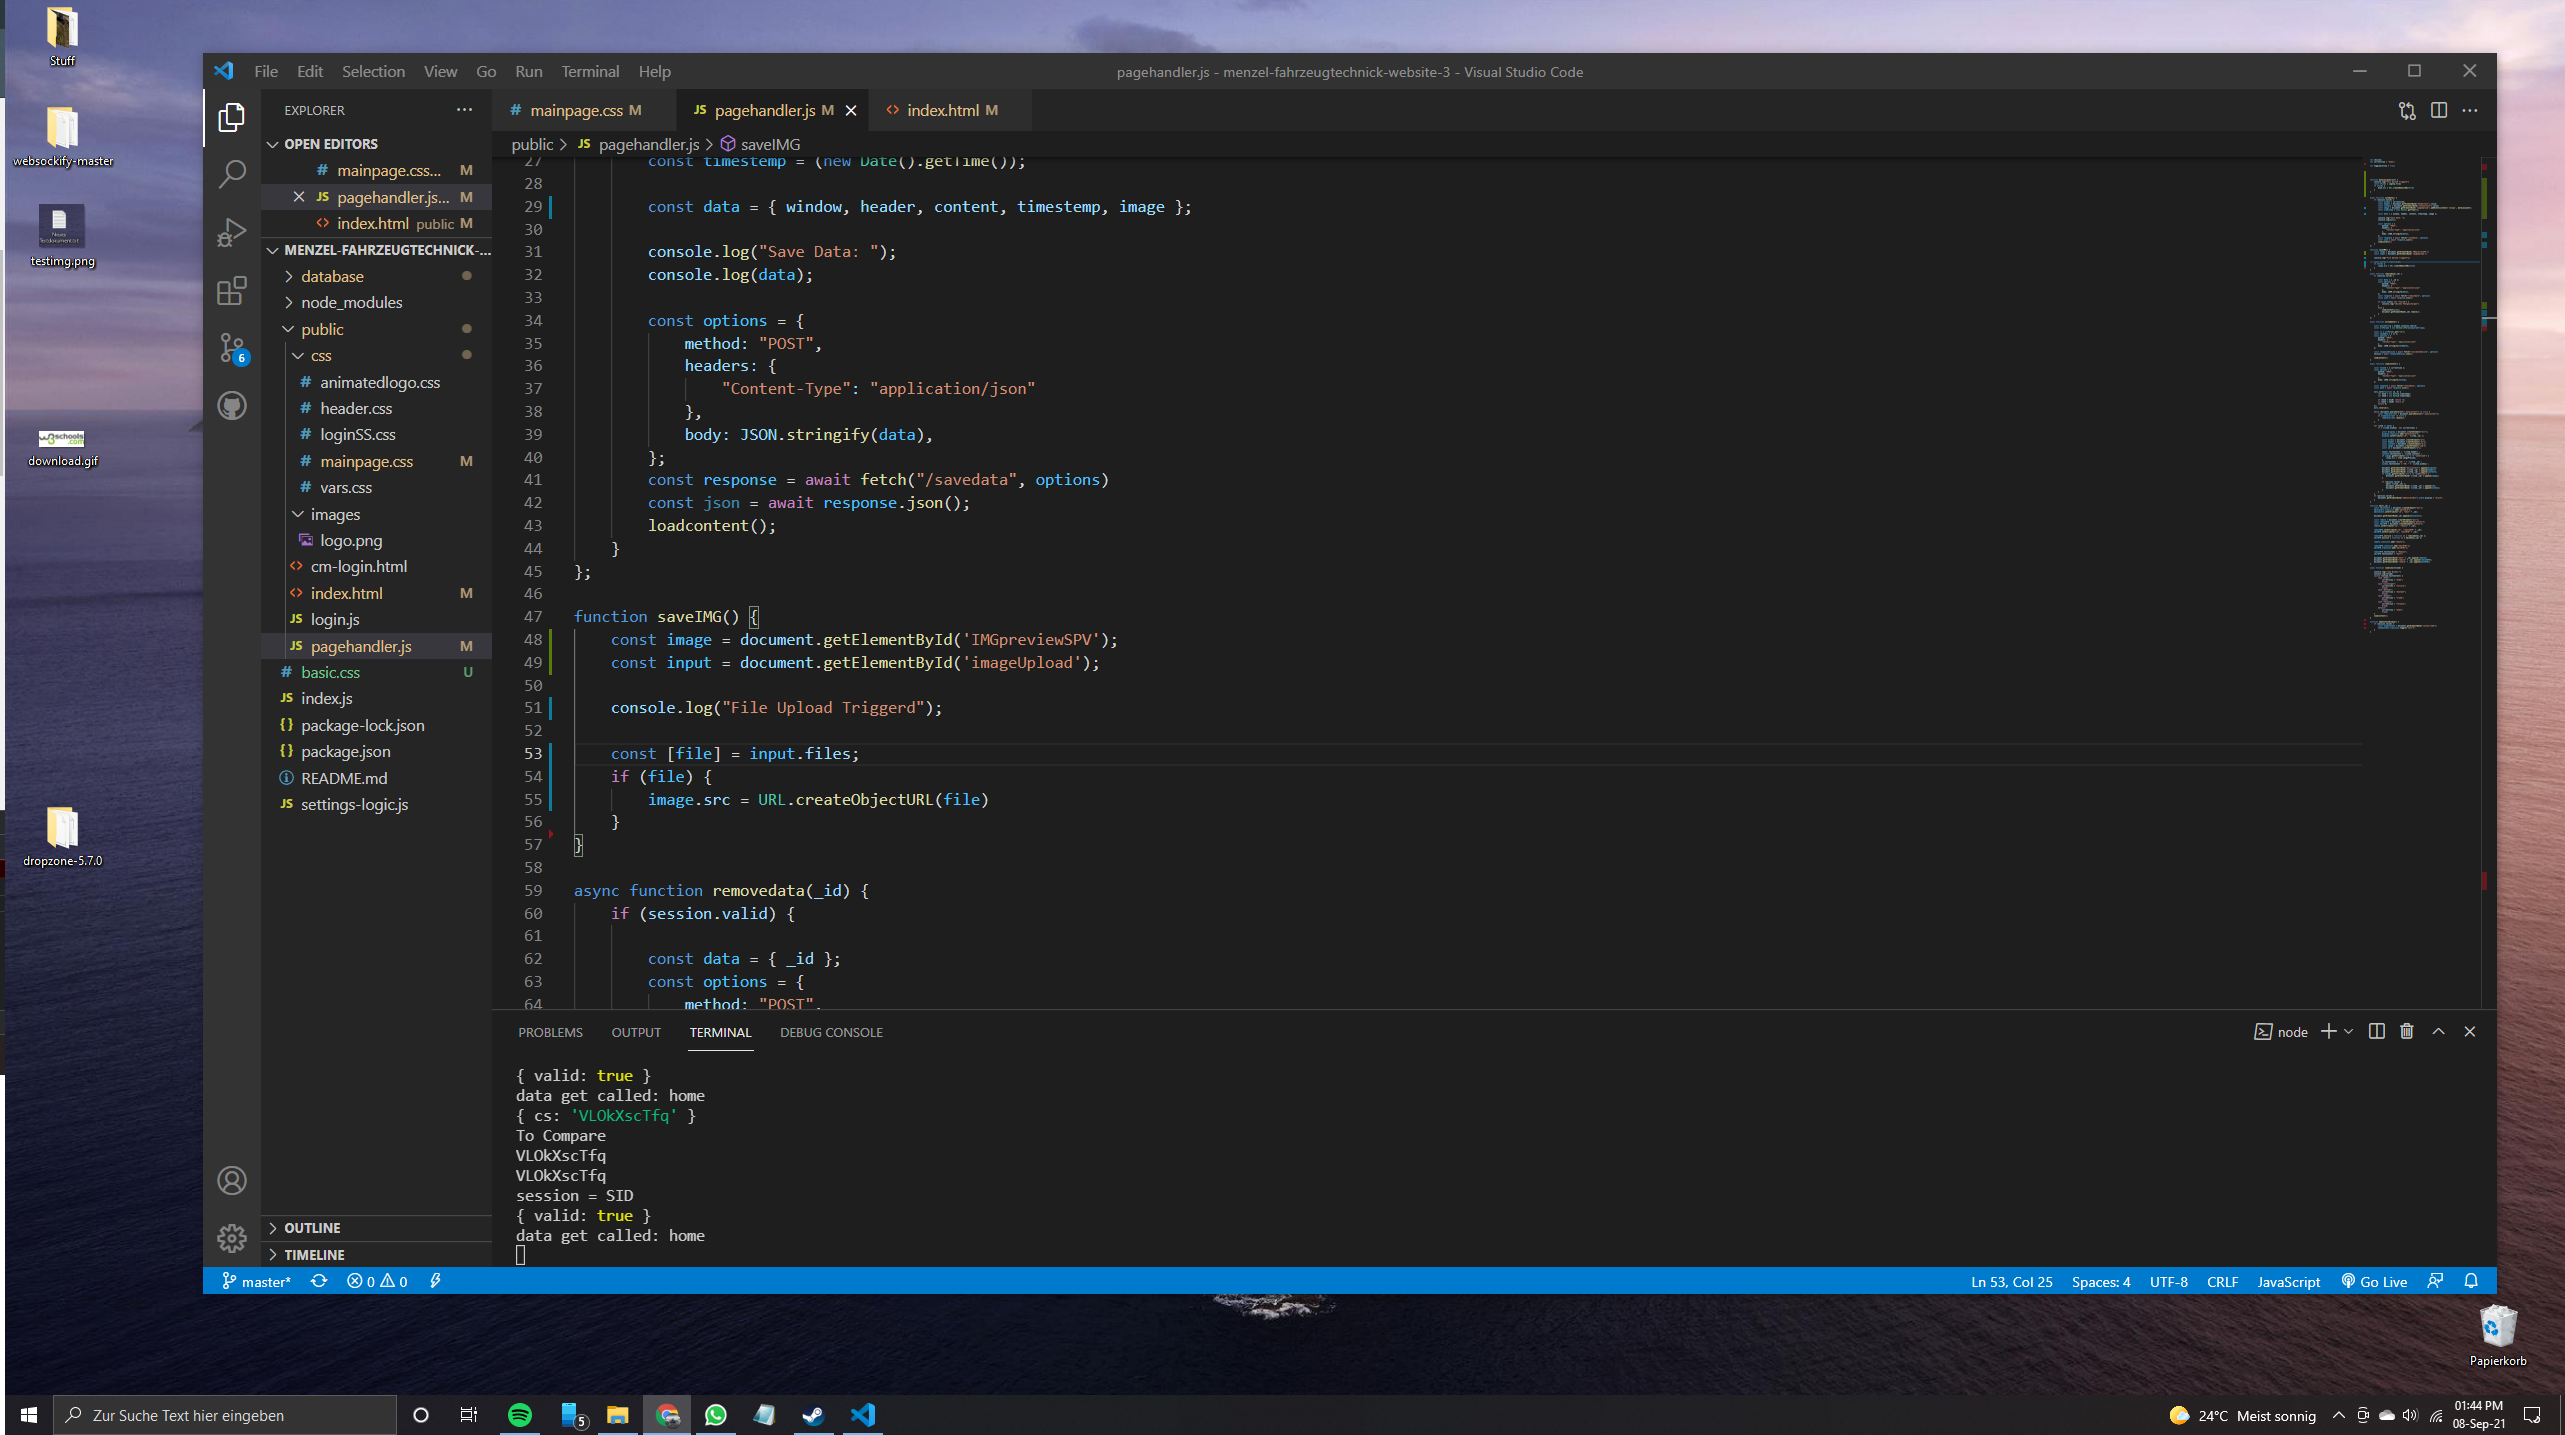 Stuff
websockify-master
testimg.png
download.gif
dropzone-5.7.0
Papierkorb
File Edit Selection View Go Run Terminal Help
pagehandler.js - menzel-fahrzeugtechnick-website-3 - Visual Studio Code
EXPLORER
OPEN EDITORS
mainpage.css... M
pagehandler.js... M
index.html public M
MENZEL-FAHRZEUGTECHNICK-...
database
node_modules
public
css
animatedlogo.css
header.css
loginSS.css
mainpage.css M
vars.css
images
logo.png
cm-login.html
index.html M
login.js
pagehandler.js M
basic.css U
index.js
package-lock.json
package.json
README.md
settings-logic.js
OUTLINE
TIMELINE
6
mainpage.css M pagehandler.js M index.html M
public > JS pagehandler.js > saveIMG
27 const timestemp = (new Date().getTime());
28
29 const data = { window, header, content, timestemp, image };
30
31 console.log("Save Data: ");
32 console.log(data);
33
34 const options = {
35 method: "POST",
36 headers: {
37 "Content-Type": "application/json"
38 },
39 body: JSON.stringify(data),
40 };
41 const response = await fetch("/savedata", options)
42 const json = await response.json();
43 loadcontent();
44 }
45 };
46
47 function saveIMG() {
48 const image = document.getElementById('IMGpreviewSPV');
49 const input = document.getElementById('imageUpload');
50
51 console.log("File Upload Triggerd");
52
53 const [file] = input.files;
54 if (file) {
55 image.src = URL.createObjectURL(file)
56 }
57 }
58
59 async function removedata(_id) {
60 if (session.valid) {
61
62 const data = { _id };
63 const options = {
64 method: "POST",
PROBLEMS OUTPUT TERMINAL DEBUG CONSOLE
node
{ valid: true }
data get called: home
{ cs: 'VLOkXscTfq' }
To Compare
VLOkXscTfq
VLOkXscTfq
session = SID
{ valid: true }
data get called: home
master* 0 0
Ln 53, Col 25 Spaces: 4 UTF-8 CRLF JavaScript Go Live
Zur Suche Text hier eingeben
5
24°C Meist sonnig
01:44 PM
08-Sep-21